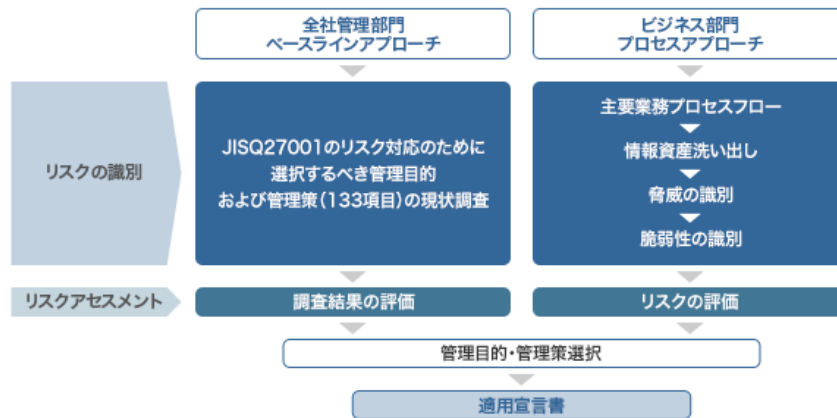 全社管理部門
ベースラインアプローチ
ビジネス部門
プロセスアプローチ
リスクの識別
JISQ27001のリスク対応のために
選択するべき管理目的
および管理策(133項目)の現状調査
主要業務プロセスフロー
情報資産洗い出し
脅威の識別
脆弱性の識別
リスクアセスメント
調査結果の評価
リスクの評価
管理目的・管理策選択
適用宣言書